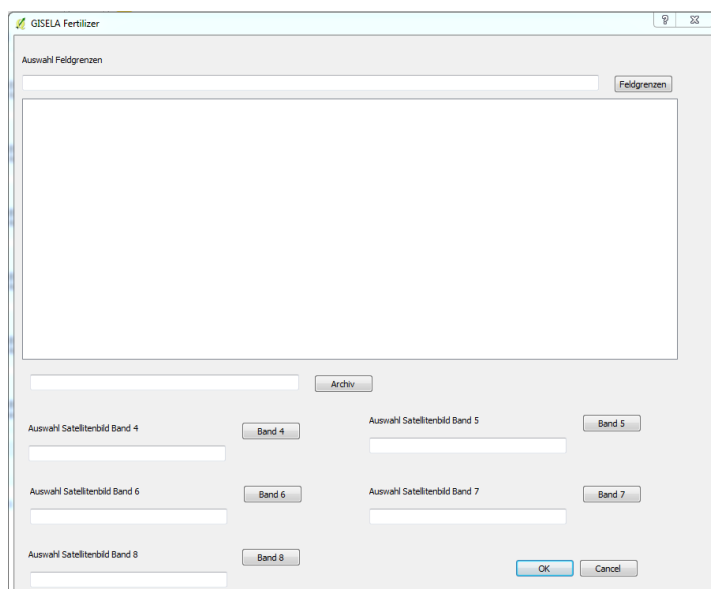 GISELA Fertilizer
Auswahl Feldgrenzen
Feldgrenzen
Archiv
Auswahl Satellitenbild Band 4
Band 4
Auswahl Satellitenbild Band 5
Band 5
Auswahl Satellitenbild Band 6
Band 6
Auswahl Satellitenbild Band 7
Band 7
Auswahl Satellitenbild Band 8
Band 8
OK
Cancel